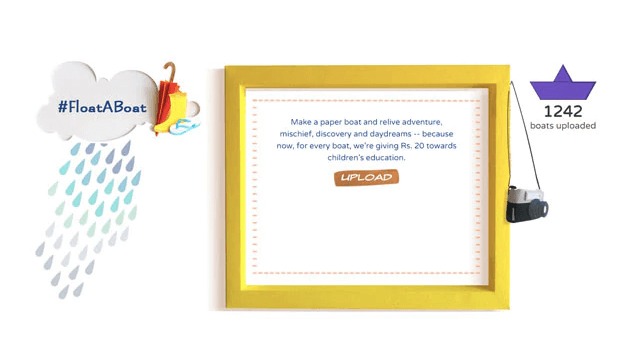 #FloatABoat
Make a paper boat and relive adventure,
mischief, discovery and daydreams -- because
now, for every boat, we're giving Rs. 20 towards
children's education.
UPLOAD
1242
boats uploaded